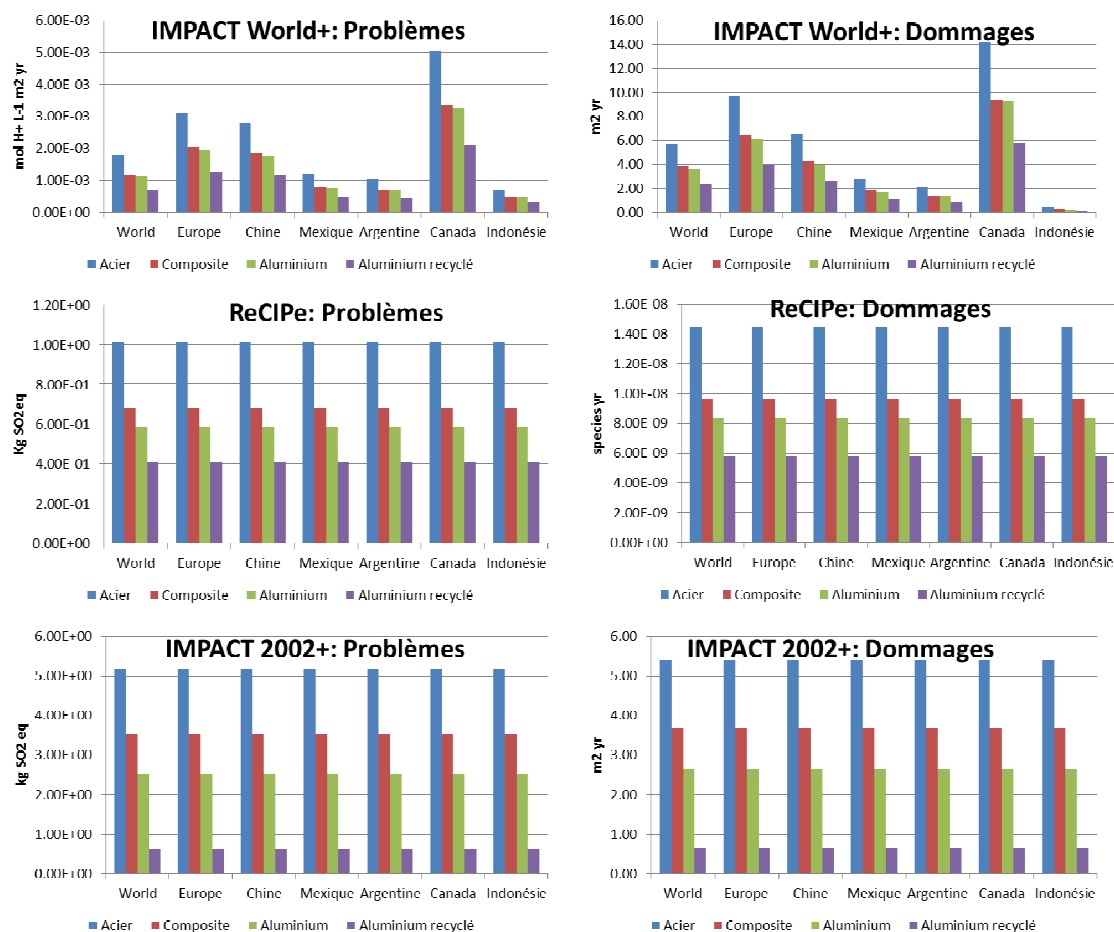 IMPACT World+: Problèmes
mol H+ L-1 m2 yr
6.00E-03
5.00E-03
4.00E-03
3.00E-03
2.00E-03
1.00E-03
0.00E+00
World Europe Chine Mexique Argentine Canada Indonésie
Acier Composite Aluminium Aluminium recyclé
IMPACT World+: Dommages
m2 yr
16.00
14.00
12.00
10.00
8.00
6.00
4.00
2.00
0.00
World Europe Chine Mexique Argentine Canada Indonésie
Acier Composite Aluminium Aluminium recyclé
ReCIPe: Problèmes
Kg SO2 eq
1.20E+00
1.00E+00
8.00E-01
6.00E-01
4.00E-01
2.00E-01
0.00E+00
World Europe Chine Mexique Argentine Canada Indonésie
Acier Composite Aluminium Aluminium recyclé
ReCIPe: Dommages
species yr
1.60E-08
1.40E-08
1.20E-08
1.00E-08
8.00E-09
6.00E-09
4.00E-09
2.00E-09
0.00E+00
World Europe Chine Mexique Argentine Canada Indonésie
Acier Composite Aluminium Aluminium recyclé
IMPACT 2002+: Problèmes
kg SO2 eq
6.00E+00
5.00E+00
4.00E+00
3.00E+00
2.00E+00
1.00E+00
0.00E+00
World Europe Chine Mexique Argentine Canada Indonésie
Acier Composite Aluminium Aluminium recyclé
IMPACT 2002+: Dommages
m2 yr
6.00
5.00
4.00
3.00
2.00
1.00
0.00
World Europe Chine Mexique Argentine Canada Indonésie
Acier Composite Aluminium Aluminium recyclé